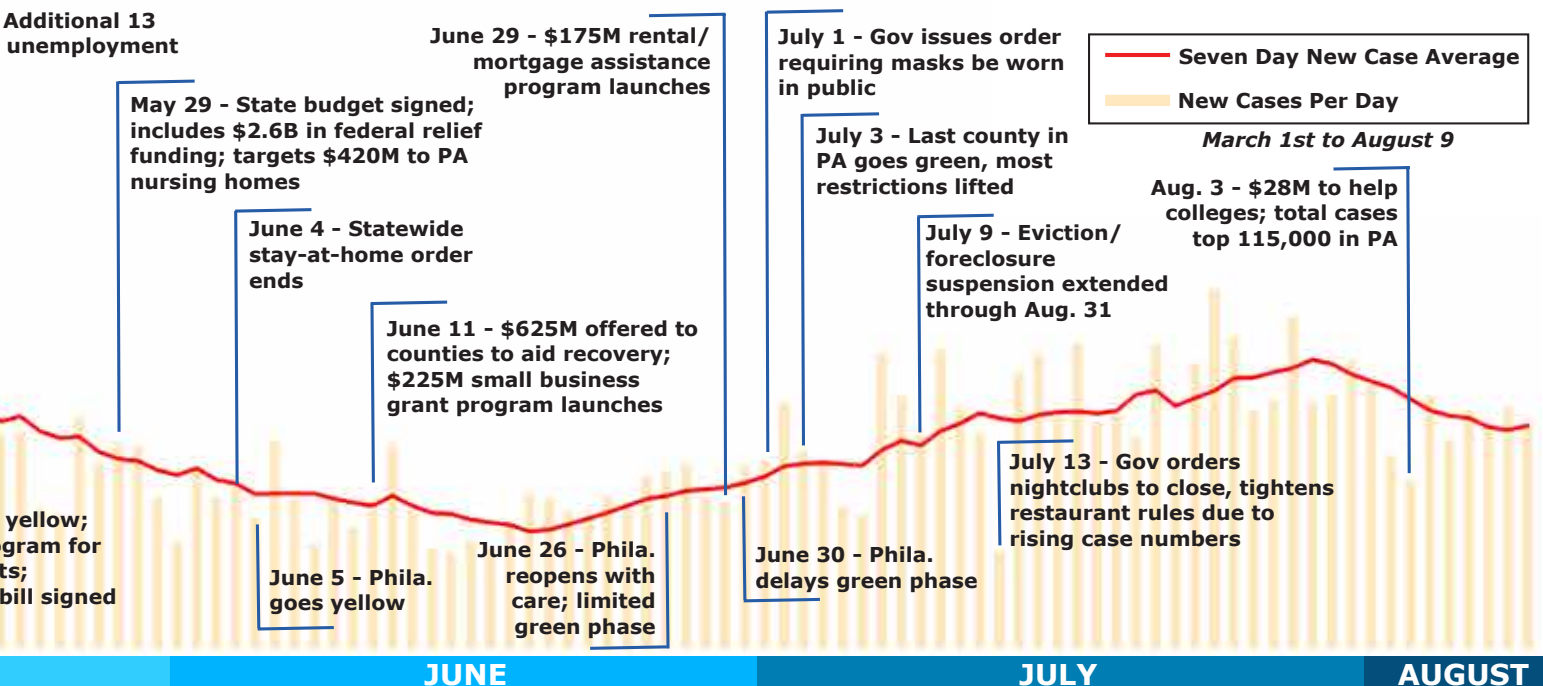 Additional 13
unemployment
May 29 - State budget signed;
includes $2.6B in federal relief
funding; targets $420M to PA
nursing homes
June 4 - Statewide
stay-at-home order
ends
June 11 - $625M offered to
counties to aid recovery;
$225M small business
grant program launches
June 29 - $175M rental/
mortgage assistance
program launches
July 1 - Gov issues order
requiring masks be worn
in public
July 3 - Last county in
PA goes green, most
restrictions lifted
July 9 - Eviction/
foreclosure
suspension extended
through Aug. 31
Seven Day New Case Average
New Cases Per Day
March 1st to August 9
Aug. 3 - $28M to help
colleges; total cases
top 115,000 in PA
July 13 - Gov orders
nightclubs to close, tightens
restaurant rules due to
rising case numbers
yellow;
gram for
ts;
bill signed
June 5 - Phila.
goes yellow
June 26 - Phila.
reopens with
care; limited
green phase
June 30 - Phila.
delays green phase
JUNE
JULY
AUGUST